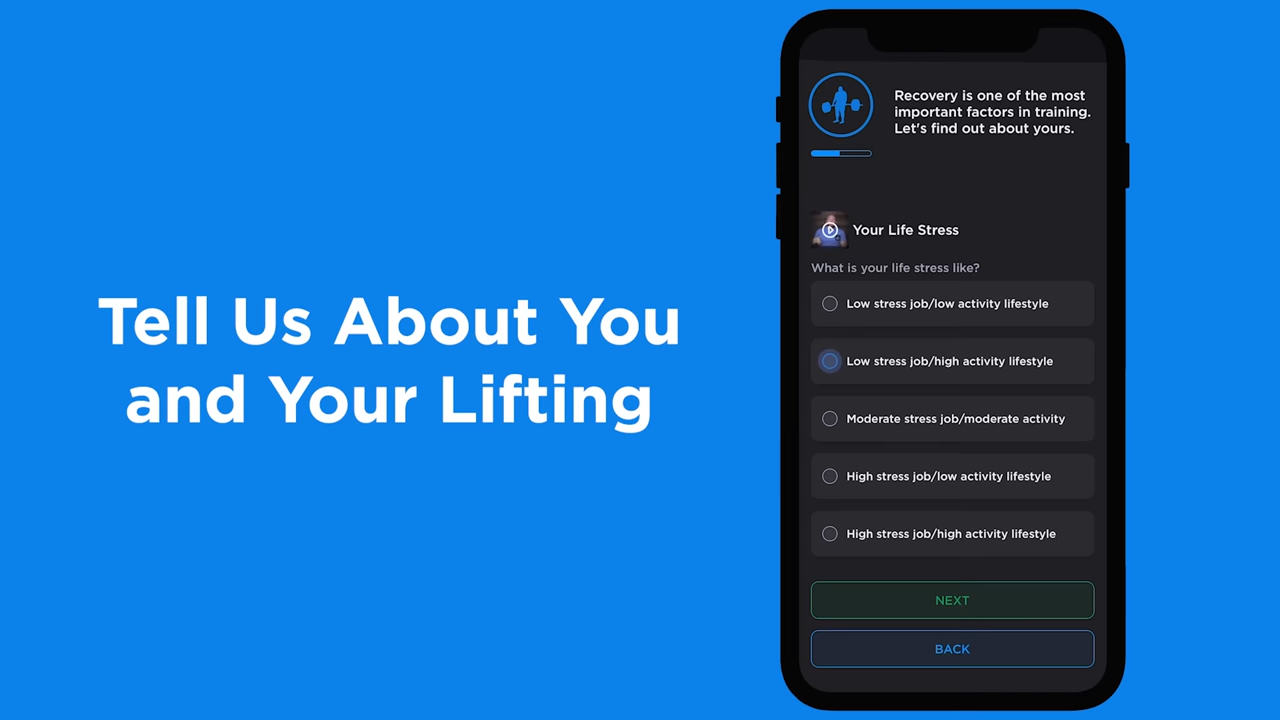 Tell Us About You
and Your Lifting
Recovery is one of the most
important factors in training.
Let's find out about yours.
Your Life Stress
What is your life stress like?
Low stress job/low activity lifestyle
Low stress job/high activity lifestyle
Moderate stress job/moderate activity
High stress job/low activity lifestyle
High stress job/high activity lifestyle
NEXT
BACK